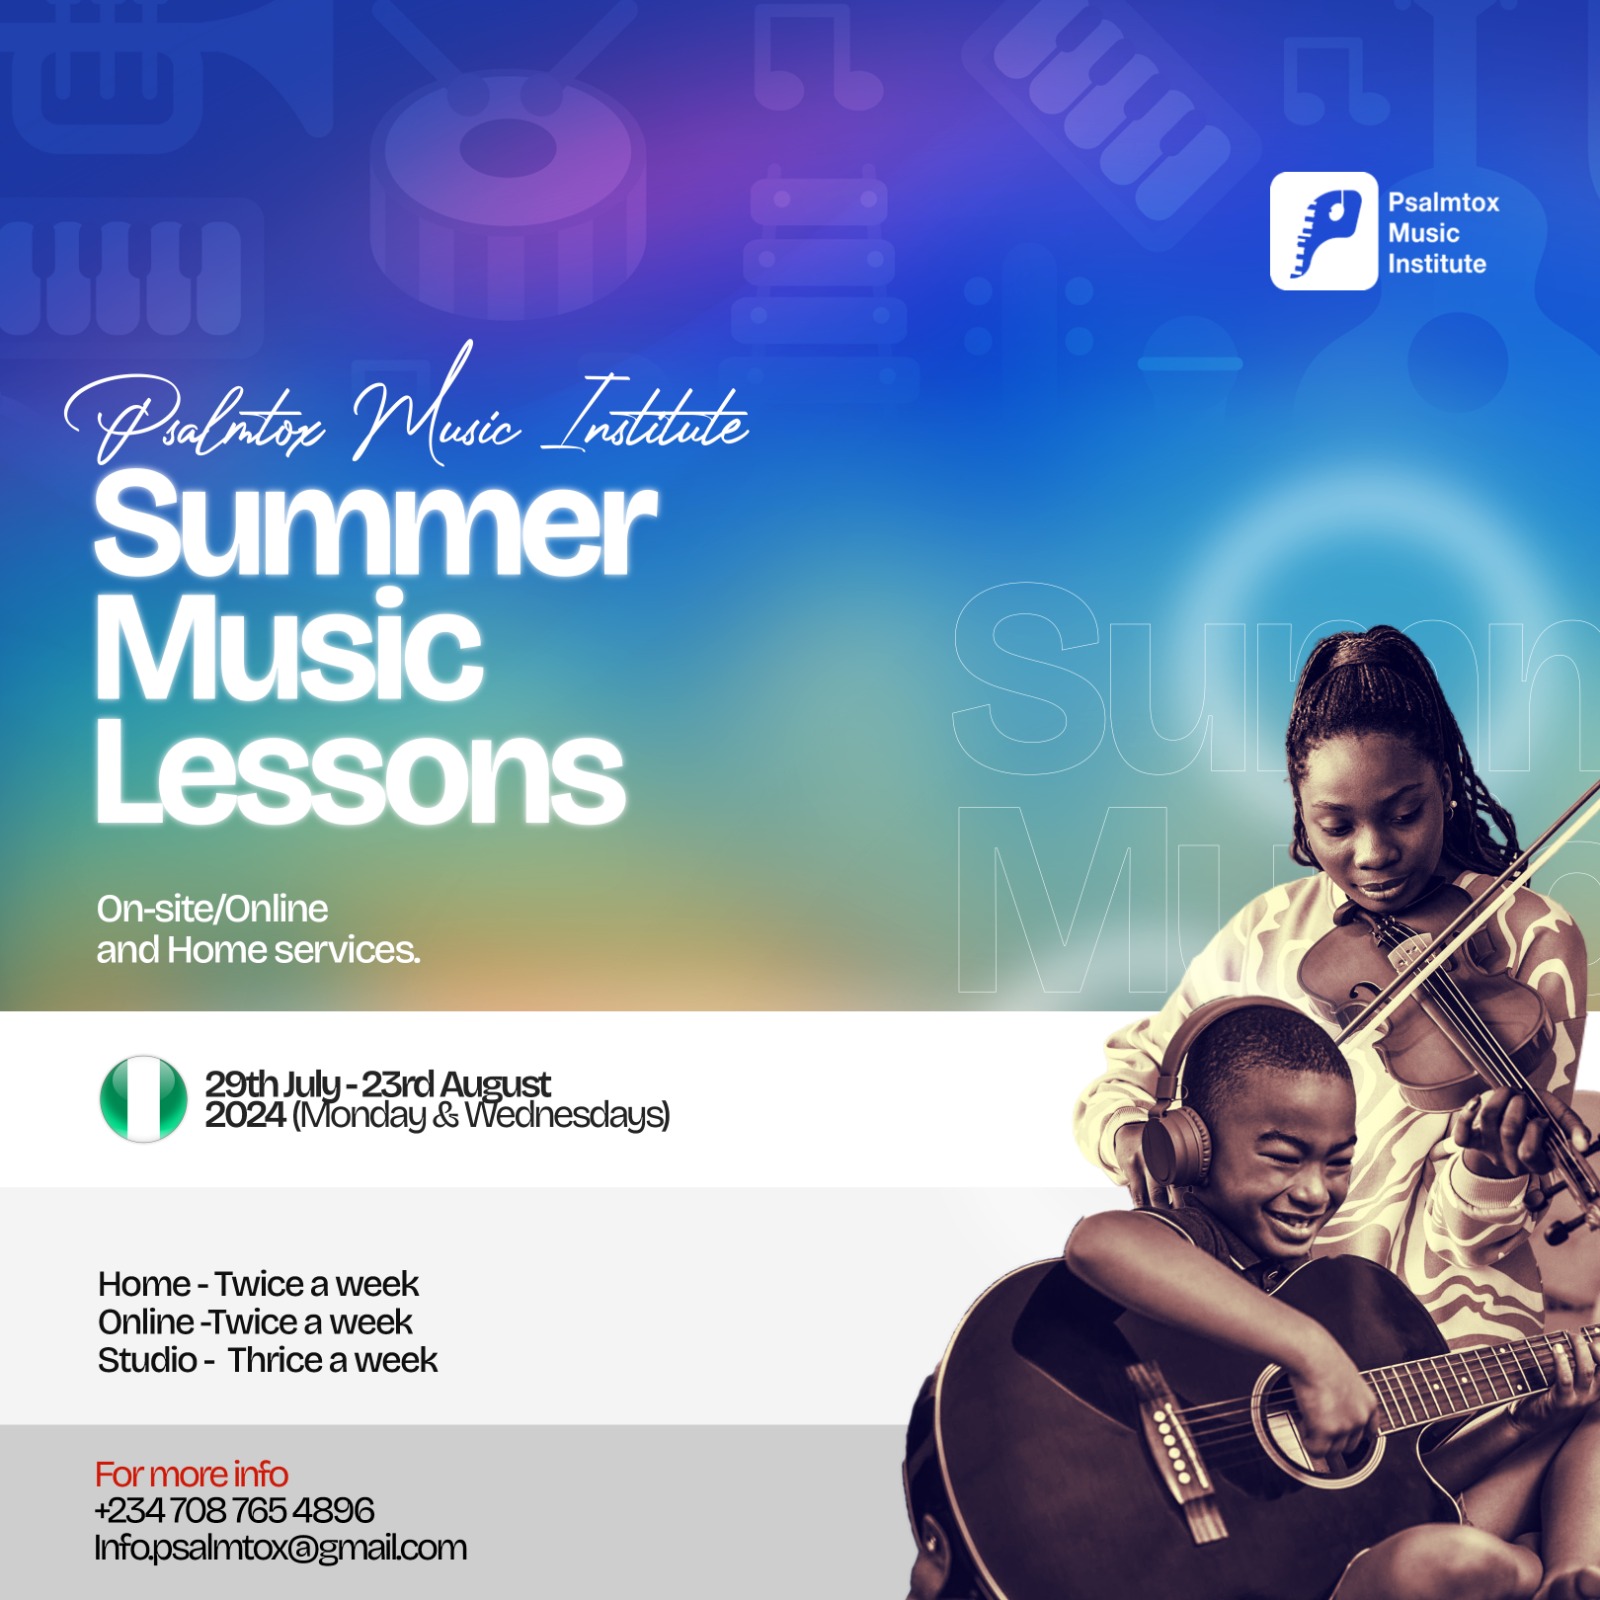 Psalmtox
Music
Institute
Psalmtox Music Institute
Summer
Music
Lessons
On-site/Online
and Home services.
29th July - 23rd August
2024 (Monday & Wednesdays)
Home - Twice a week
Online -Twice a week
Studio - Thrice a week
For more info
+234 708 765 4896
Info.psalmtox@gmail.com